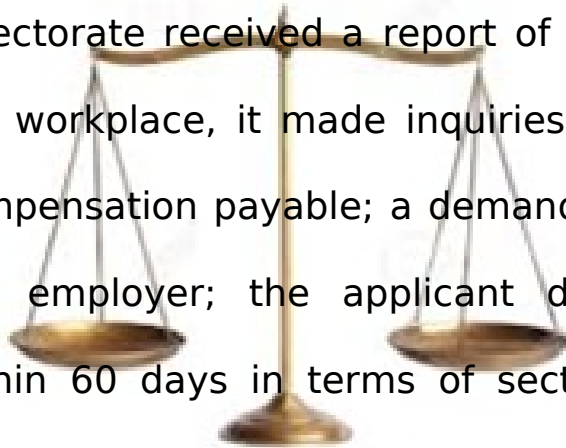 ectorate received a report of
workplace, it made inquiries
mpensation payable; a demand
employer; the applicant d
hin 60 days in terms of sect